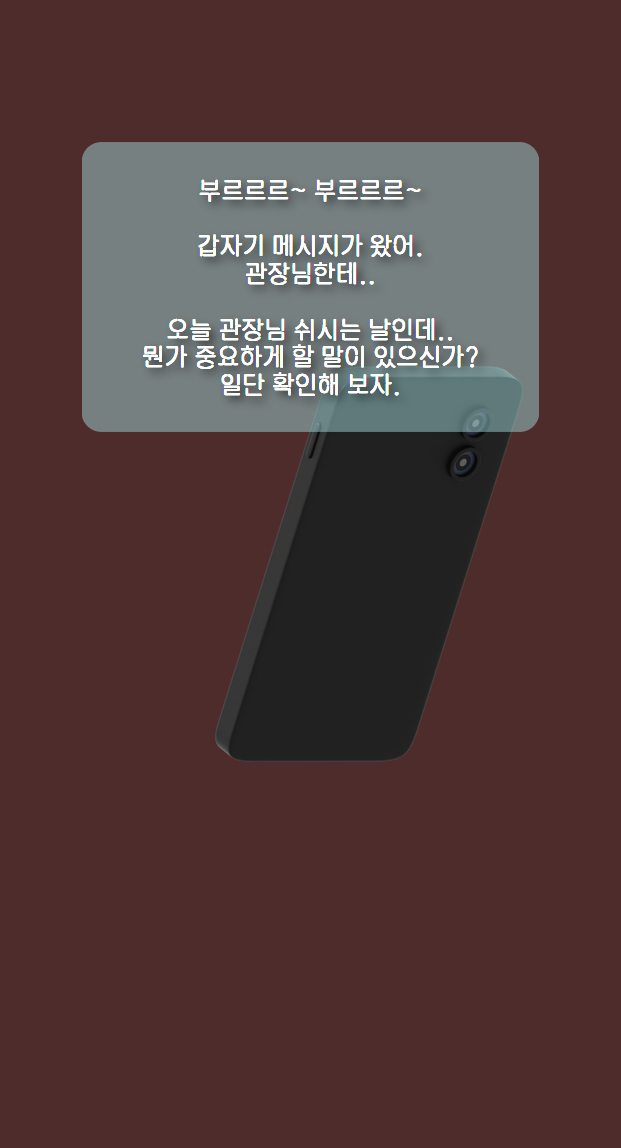 부르르르~ 부르르르~
갑자기 메시지가 왔어.
관장님한테..
오늘 관장님 쉬시는 날인데..
뭔가 중요하게 할 말이 있으신가?
일단 확인해 보자.